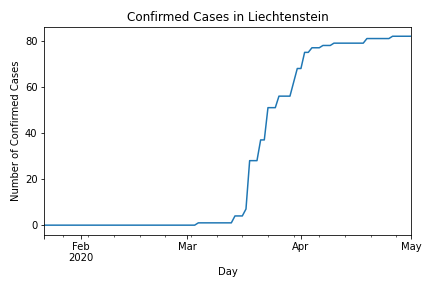 Confirmed Cases in Liechtenstein
Number of Confirmed Cases
80
60
40
20
0
Feb
2020
Mar
Apr
May
Day